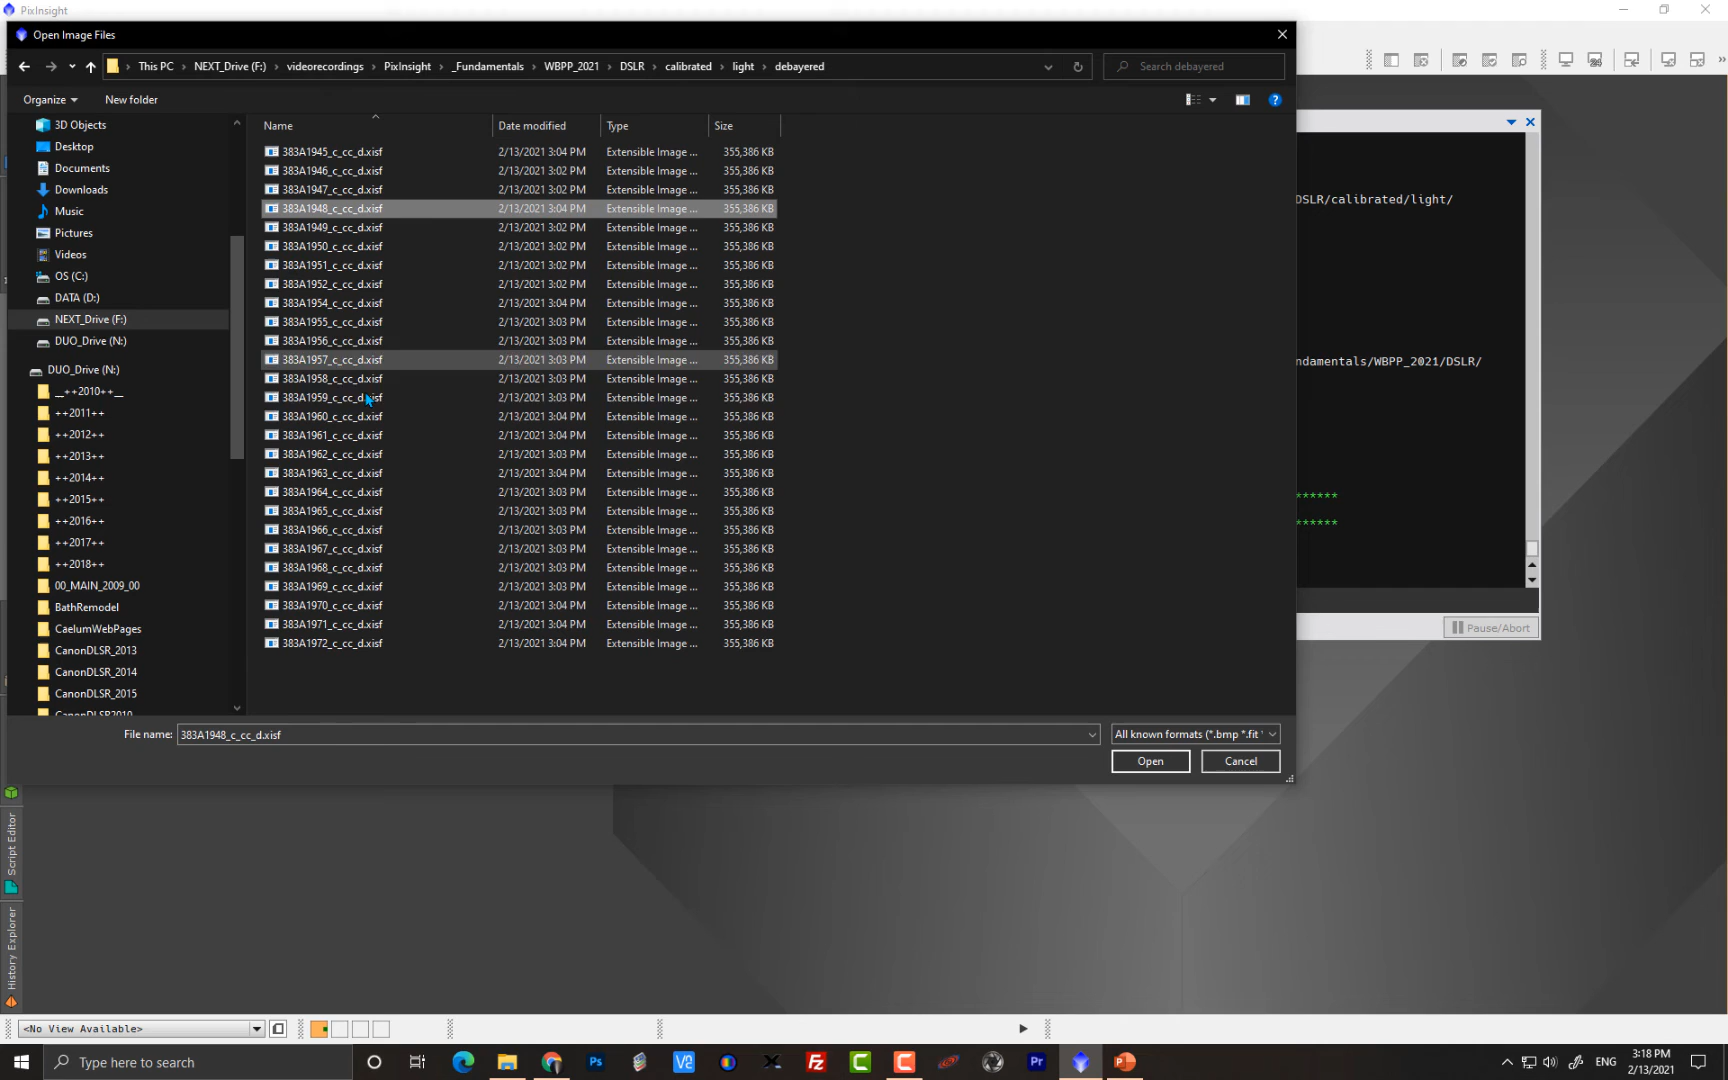 PixInsight
Open Image Files
This PC NEXT_Drive (F:) videorecordings PixInsight _Fundamentals WBPP_2021 DSLR calibrated light debayered
Search debayered
Organize New folder
Name Date modified Type Size
3D Objects
Desktop
Documents
Downloads
Music
Pictures
Videos
OS (C:)
DATA (D:)
NEXT_Drive (F:)
DUO_Drive (N:)
DUO_Drive (N:)
__++2010++__
++2011++
++2012++
++2013++
++2014++
++2015++
++2016++
++2017++
++2018++
00_MAIN_2009_00
BathRemodel
CaelumWebPages
CanonDLSR_2013
CanonDLSR_2014
CanonDLSR_2015
CanonDLSR2010
383A1945_c_cc_d.xisf 2/13/2021 3:04 PM Extensible Image ... 355,386 KB
383A1946_c_cc_d.xisf 2/13/2021 3:02 PM Extensible Image ... 355,386 KB
383A1947_c_cc_d.xisf 2/13/2021 3:02 PM Extensible Image ... 355,386 KB
383A1948_c_cc_d.xisf 2/13/2021 3:04 PM Extensible Image ... 355,386 KB
383A1949_c_cc_d.xisf 2/13/2021 3:02 PM Extensible Image ... 355,386 KB
383A1950_c_cc_d.xisf 2/13/2021 3:02 PM Extensible Image ... 355,386 KB
383A1951_c_cc_d.xisf 2/13/2021 3:02 PM Extensible Image ... 355,386 KB
383A1952_c_cc_d.xisf 2/13/2021 3:02 PM Extensible Image ... 355,386 KB
383A1954_c_cc_d.xisf 2/13/2021 3:04 PM Extensible Image ... 355,386 KB
383A1955_c_cc_d.xisf 2/13/2021 3:03 PM Extensible Image ... 355,386 KB
383A1956_c_cc_d.xisf 2/13/2021 3:03 PM Extensible Image ... 355,386 KB
383A1957_c_cc_d.xisf 2/13/2021 3:03 PM Extensible Image ... 355,386 KB
383A1958_c_cc_d.xisf 2/13/2021 3:03 PM Extensible Image ... 355,386 KB
383A1959_c_cc_d.xisf 2/13/2021 3:03 PM Extensible Image ... 355,386 KB
383A1960_c_cc_d.xisf 2/13/2021 3:04 PM Extensible Image ... 355,386 KB
383A1961_c_cc_d.xisf 2/13/2021 3:04 PM Extensible Image ... 355,386 KB
383A1962_c_cc_d.xisf 2/13/2021 3:03 PM Extensible Image ... 355,386 KB
383A1963_c_cc_d.xisf 2/13/2021 3:04 PM Extensible Image ... 355,386 KB
383A1964_c_cc_d.xisf 2/13/2021 3:03 PM Extensible Image ... 355,386 KB
383A1965_c_cc_d.xisf 2/13/2021 3:03 PM Extensible Image ... 355,386 KB
383A1966_c_cc_d.xisf 2/13/2021 3:03 PM Extensible Image ... 355,386 KB
383A1967_c_cc_d.xisf 2/13/2021 3:03 PM Extensible Image ... 355,386 KB
383A1968_c_cc_d.xisf 2/13/2021 3:03 PM Extensible Image ... 355,386 KB
383A1969_c_cc_d.xisf 2/13/2021 3:03 PM Extensible Image ... 355,386 KB
383A1970_c_cc_d.xisf 2/13/2021 3:04 PM Extensible Image ... 355,386 KB
383A1971_c_cc_d.xisf 2/13/2021 3:04 PM Extensible Image ... 355,386 KB
383A1972_c_cc_d.xisf 2/13/2021 3:04 PM Extensible Image ... 355,386 KB
File name: 383A1948_c_cc_d.xisf All known formats (*.bmp *.fit
Open Cancel
DSLR/calibrated/light/
ndamentals/WBPP_2021/DSLR/
******
******
Pause/Abort
Script Editor
History Explorer
<No View Available>
Type here to search
ENG
3:18 PM
2/13/2021